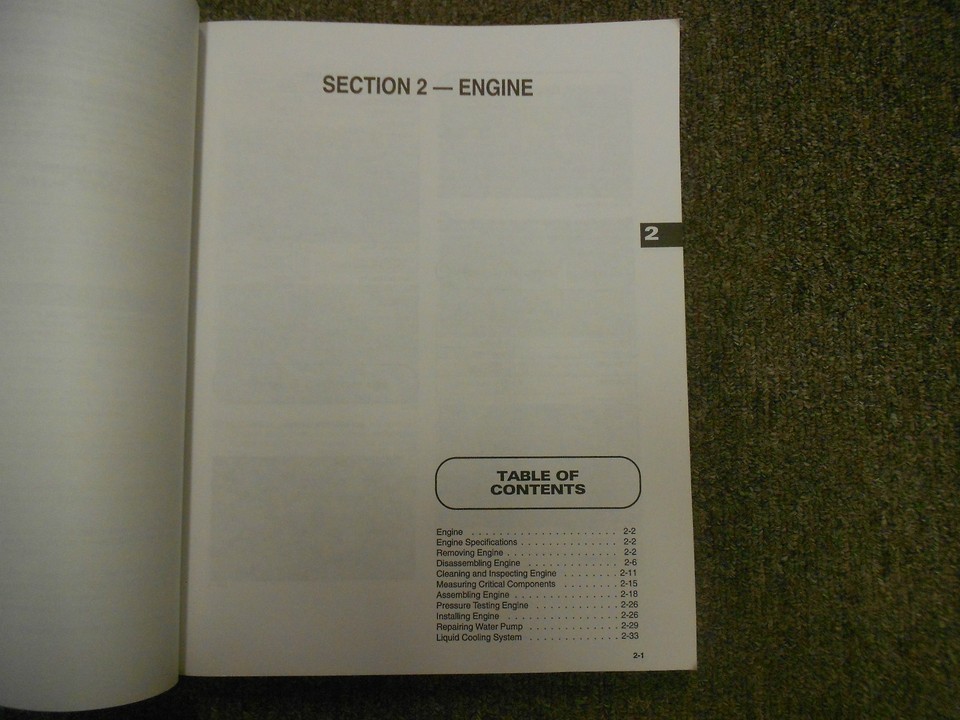 SECTION 2 — ENGINE
2
TABLE OF
CONTENTS
Engine . . . . . . . . . . . . . . . . . . . . . . 2-2
Engine Specifications . . . . . . . . . . . . . . . 2-2
Removing Engine . . . . . . . . . . . . . . . . . 2-2
Disassembling Engine . . . . . . . . . . . . . . 2-6
Cleaning and Inspecting Engine . . . . . . . . 2-11
Measuring Critical Components . . . . . . . . 2-15
Assembling Engine . . . . . . . . . . . . . . . . 2-18
Pressure Testing Engine . . . . . . . . . . . . . 2-26
Installing Engine . . . . . . . . . . . . . . . . . 2-26
Repairing Water Pump . . . . . . . . . . . . . . 2-29
Liquid Cooling System . . . . . . . . . . . . . . 2-33
2-1